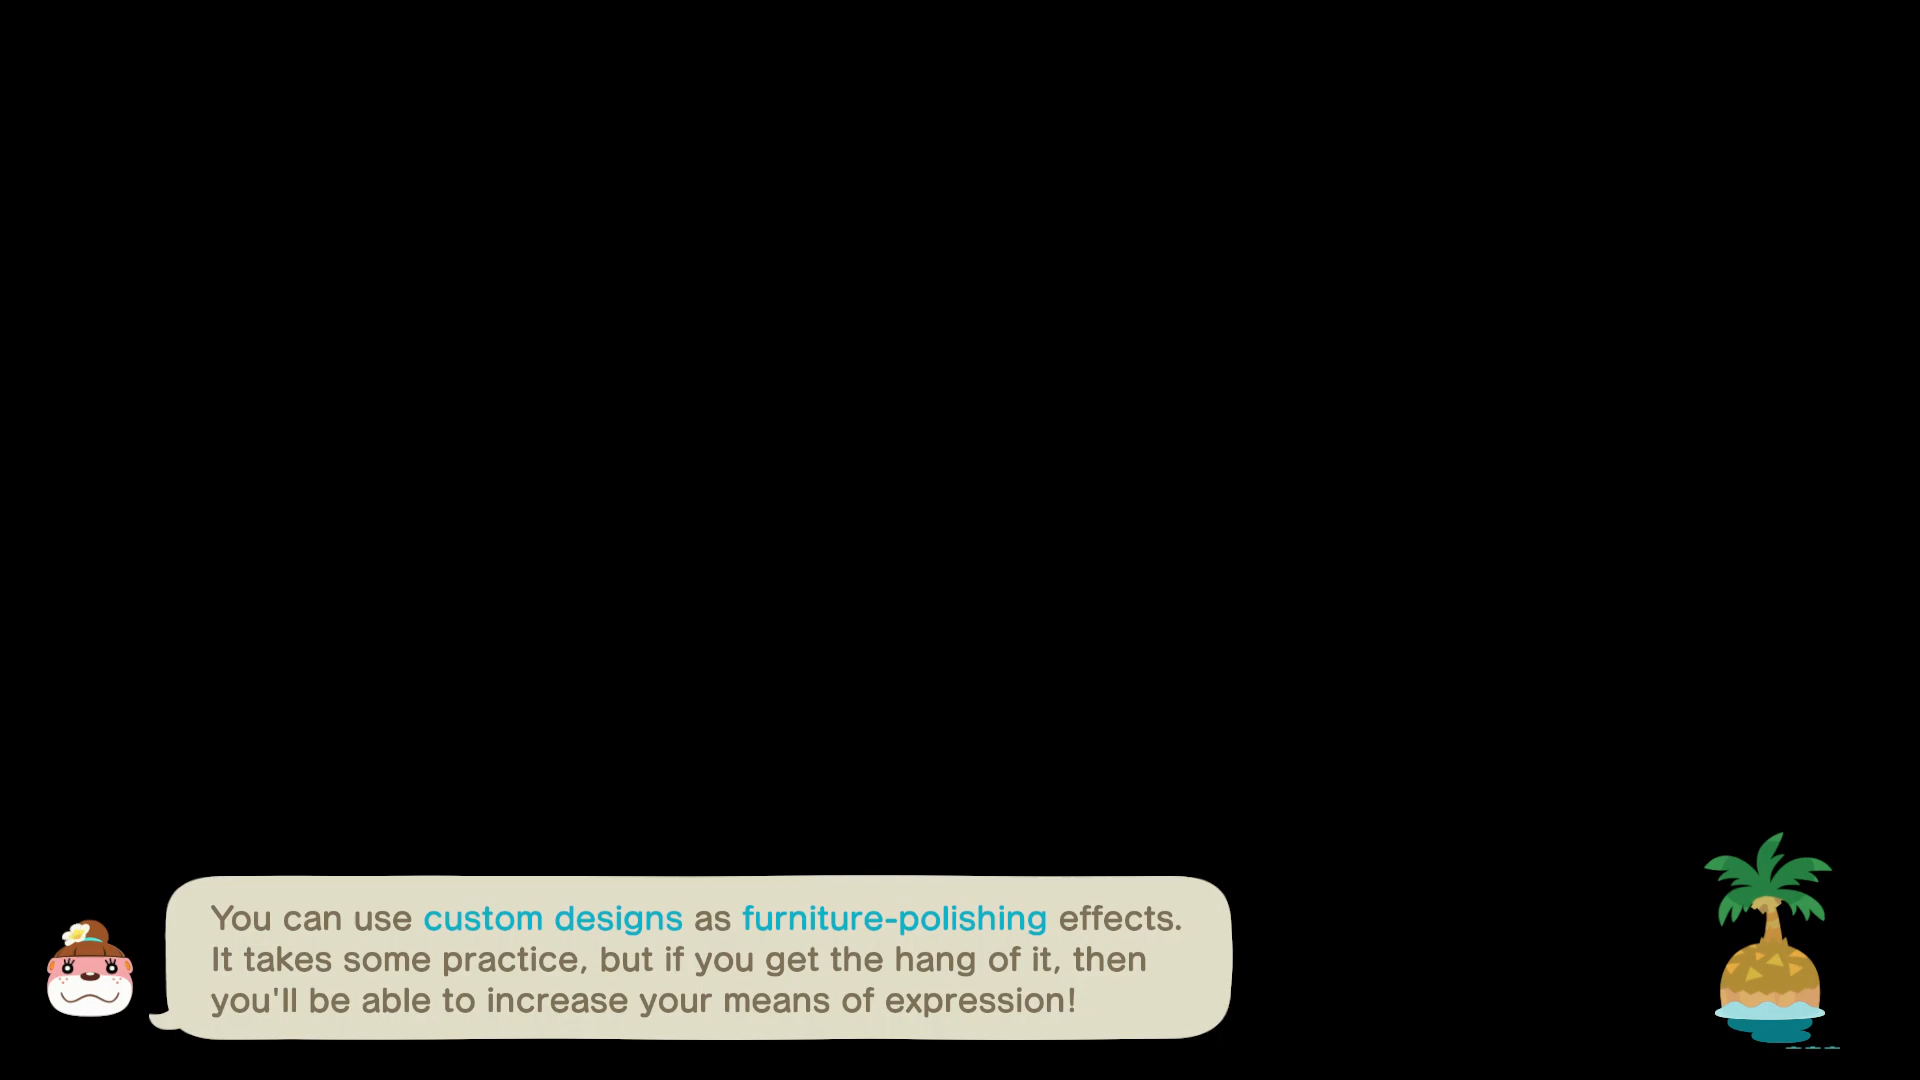 You can use custom designs as furniture-polishing effects.
It takes some practice, but if you get the hang of it, then
you'll be able to increase your means of expression!